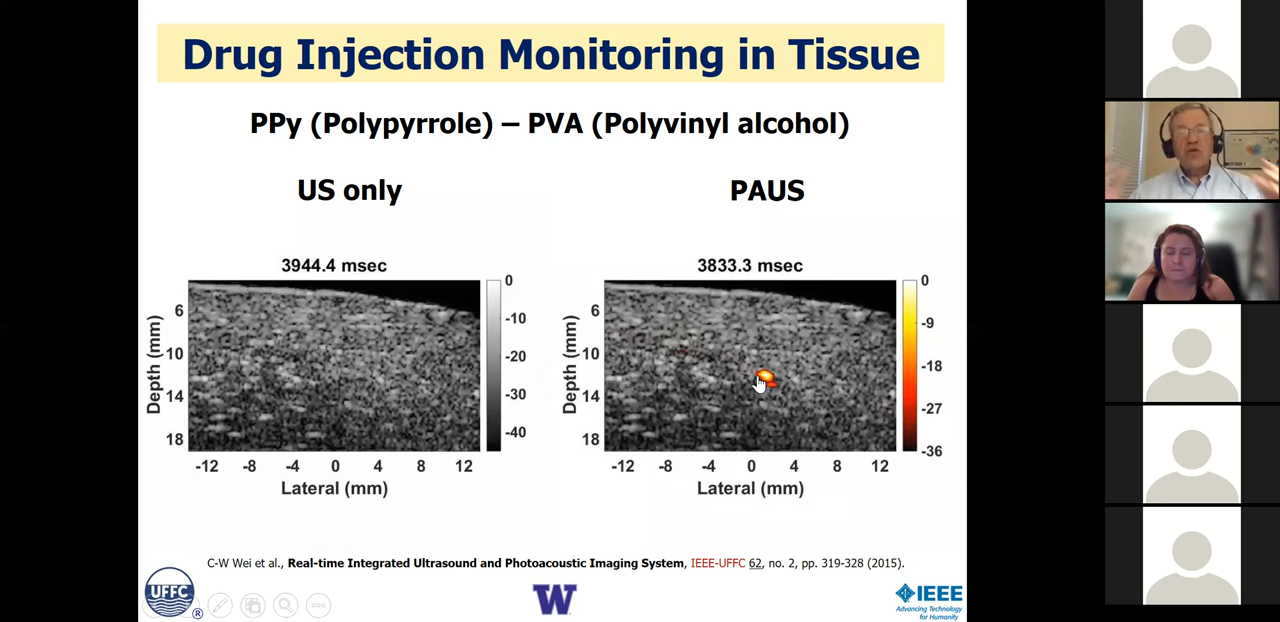 Drug Injection Monitoring in Tissue
PPy (Polypyrrole) – PVA (Polyvinyl alcohol)
US only
PAUS
3944.4 msec
3833.3 msec
Depth (mm)
6
10
14
18
-12 -8 -4 0 4 8 12
Lateral (mm)
0
-10
-20
-30
-40
Depth (mm)
6
10
14
18
-12 -8 -4 0 4 8 12
Lateral (mm)
0
-9
-18
-27
-36
C-W Wei et al., Real-time Integrated Ultrasound and Photoacoustic Imaging System, IEEE-UFFC 62, no. 2, pp. 319-328 (2015).
UFFC
®
W
IEEE
Advancing Technology
for Humanity